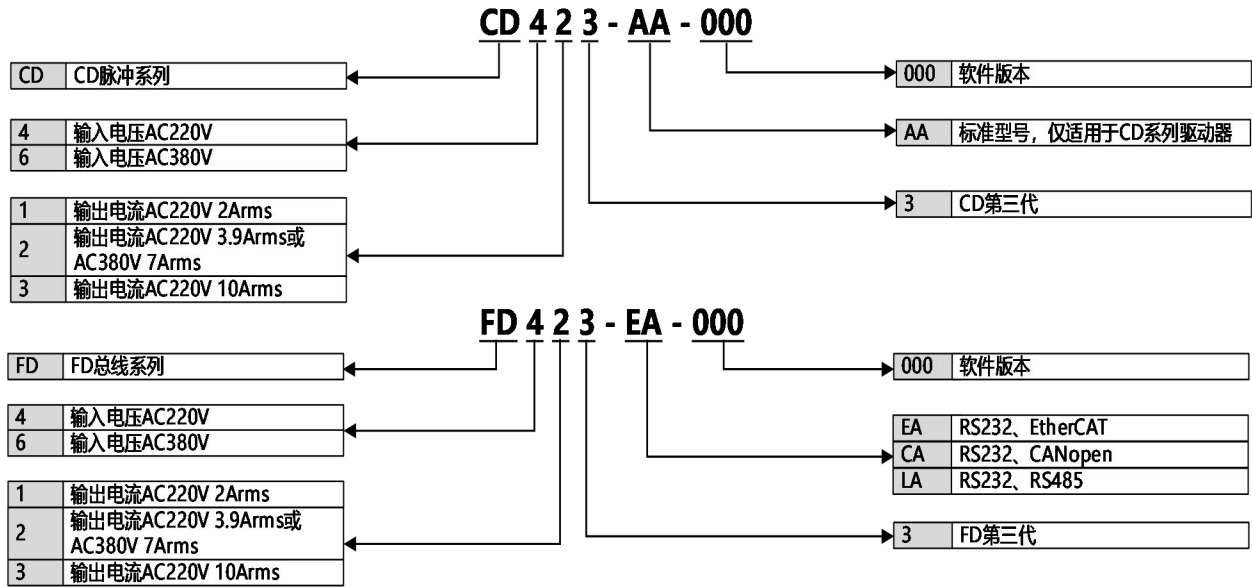 CD 4 2 3 - AA - 000
CD CD脉冲系列
4 输入电压AC220V
6 输入电压AC380V
1 输出电流AC220V 2Arms
2 输出电流AC220V 3.9Arms或
AC380V 7Arms
3 输出电流AC220V 10Arms
000 软件版本
AA 标准型号，仅适用于CD系列驱动器
3 CD第三代
FD 4 2 3 - EA - 000
FD FD总线系列
4 输入电压AC220V
6 输入电压AC380V
1 输出电流AC220V 2Arms
2 输出电流AC220V 3.9Arms或
AC380V 7Arms
3 输出电流AC220V 10Arms
000 软件版本
EA RS232、EtherCAT
CA RS232、CANopen
LA RS232、RS485
3 FD第三代